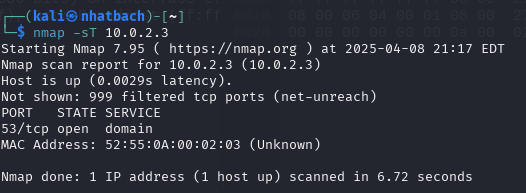 ┌──(kali㉿nhatbach)-[~]
└─$ nmap -sT 10.0.2.3
Starting Nmap 7.95 ( https://nmap.org ) at 2025-04-08 21:17 EDT
Nmap scan report for 10.0.2.3 (10.0.2.3)
Host is up (0.0029s latency).
Not shown: 999 filtered tcp ports (net-unreach)
PORT   STATE SERVICE
53/tcp open  domain
MAC Address: 52:55:0A:00:02:03 (Unknown)
Nmap done: 1 IP address (1 host up) scanned in 6.72 seconds